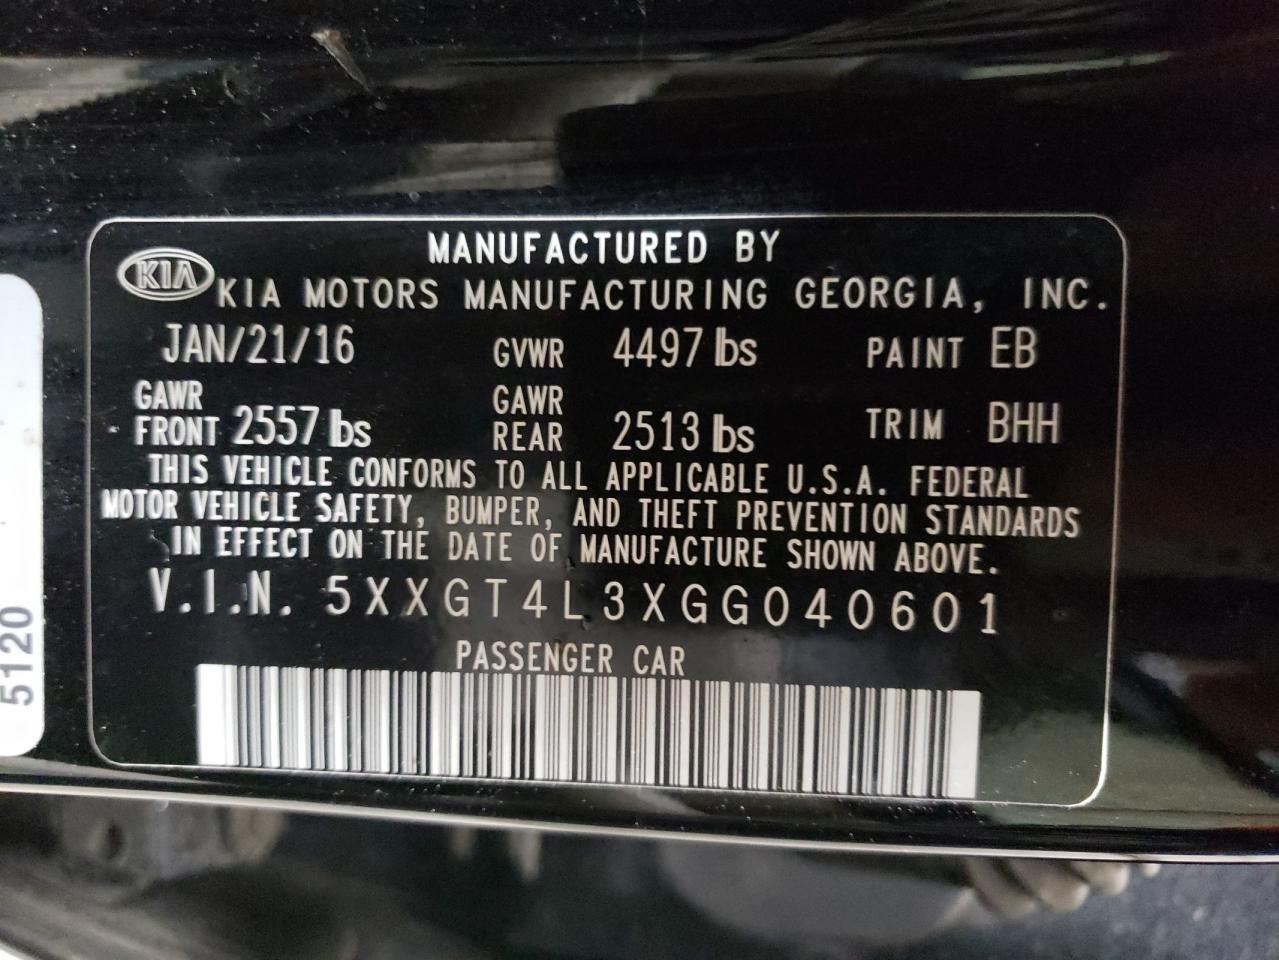 MANUFACTURED BY
KIA KIA MOTORS MANUFACTURING GEORGIA, INC.
JAN/21/16 GVWR 4497 lbs PAINT EB
GAWR FRONT 2557 lbs GAWR REAR 2513 lbs TRIM BHH
THIS VEHICLE CONFORMS TO ALL APPLICABLE U.S.A. FEDERAL
MOTOR VEHICLE SAFETY, BUMPER, AND THEFT PREVENTION STANDARDS
IN EFFECT ON THE DATE OF MANUFACTURE SHOWN ABOVE.
V.I.N. 5XXGT4L3XGG040601
PASSENGER CAR
5120